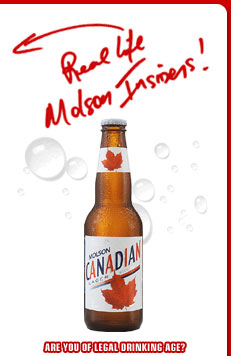 Real Life
Molson Insiders!
MOLSON
CANADIAN
LAGER
ARE YOU OF LEGAL DRINKING AGE?